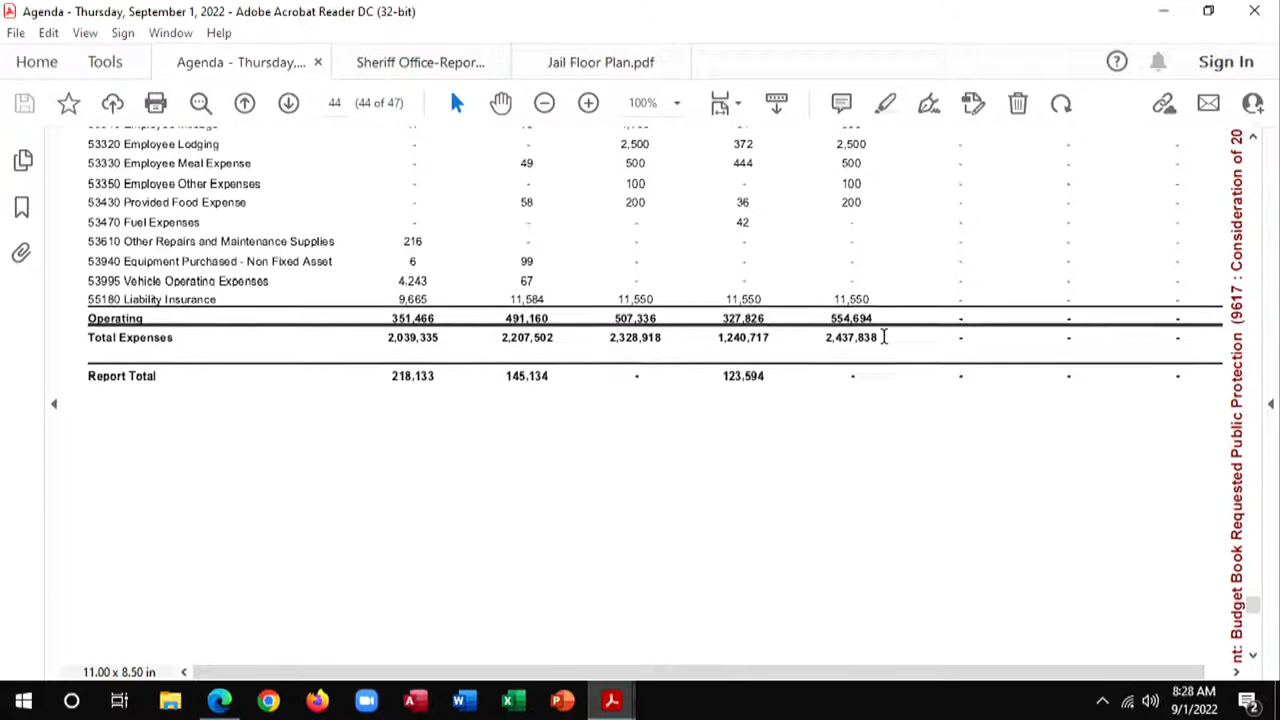 Agenda - Thursday, September 1, 2022 - Adobe Acrobat Reader DC (32-bit)
File Edit View Sign Window Help
Home Tools Agenda - Thursday,... × Sheriff Office-Repor... Jail Floor Plan.pdf Sign In
44 (44 of 47) 100%
53320 Employee Lodging - - 2,500 372 2,500 - - -
53330 Employee Meal Expense - 49 500 444 500 - - -
53350 Employee Other Expenses - - 100 - 100 - - -
53430 Provided Food Expense - 58 200 36 200 - - -
53470 Fuel Expenses - - - 42 - - - -
53610 Other Repairs and Maintenance Supplies 216 - - - - - - -
53940 Equipment Purchased - Non Fixed Asset 6 99 - - - - - -
53995 Vehicle Operating Expenses 4,243 67 - - - - - -
55180 Liability Insurance 9,665 11,584 11,550 11,550 11,550 - - -
Operating 351,466 491,160 507,336 327,826 554,694 - - -
Total Expenses 2,039,335 2,207,502 2,328,918 1,240,717 2,437,838 - - -
Report Total 218,133 145,134 - 123,594 - - - -
nt: Budget Book Requested Public Protection (9617 : Consideration of 20
11.00 x 8.50 in
8:28 AM
9/1/2022
2